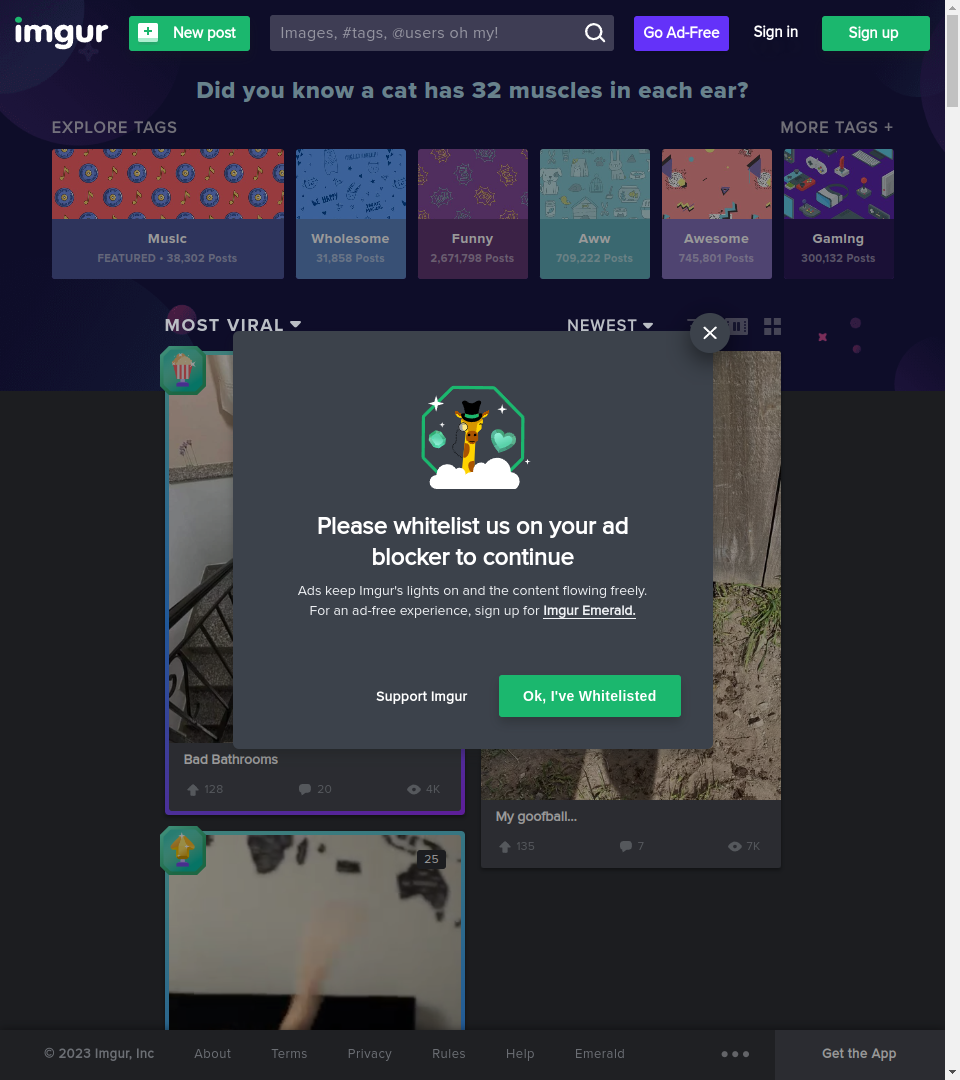 imgur
New post
Images, #tags, @users oh my!
Go Ad-Free
Sign in
Sign up
Did you know a cat has 32 muscles in each ear?
EXPLORE TAGS
MORE TAGS +
Music
FEATURED • 38,302 Posts
Wholesome
31,858 Posts
Funny
2,671,798 Posts
Aww
709,222 Posts
Awesome
745,801 Posts
Gaming
300,132 Posts
MOST VIRAL
NEWEST
Please whitelist us on your ad
blocker to continue
Ads keep Imgur's lights on and the content flowing freely.
For an ad-free experience, sign up for Imgur Emerald.
Support Imgur
Ok, I've Whitelisted
Bad Bathrooms
128
20
4K
My goofball...
135
7
7K
25
© 2023 Imgur, Inc
About
Terms
Privacy
Rules
Help
Emerald
Get the App